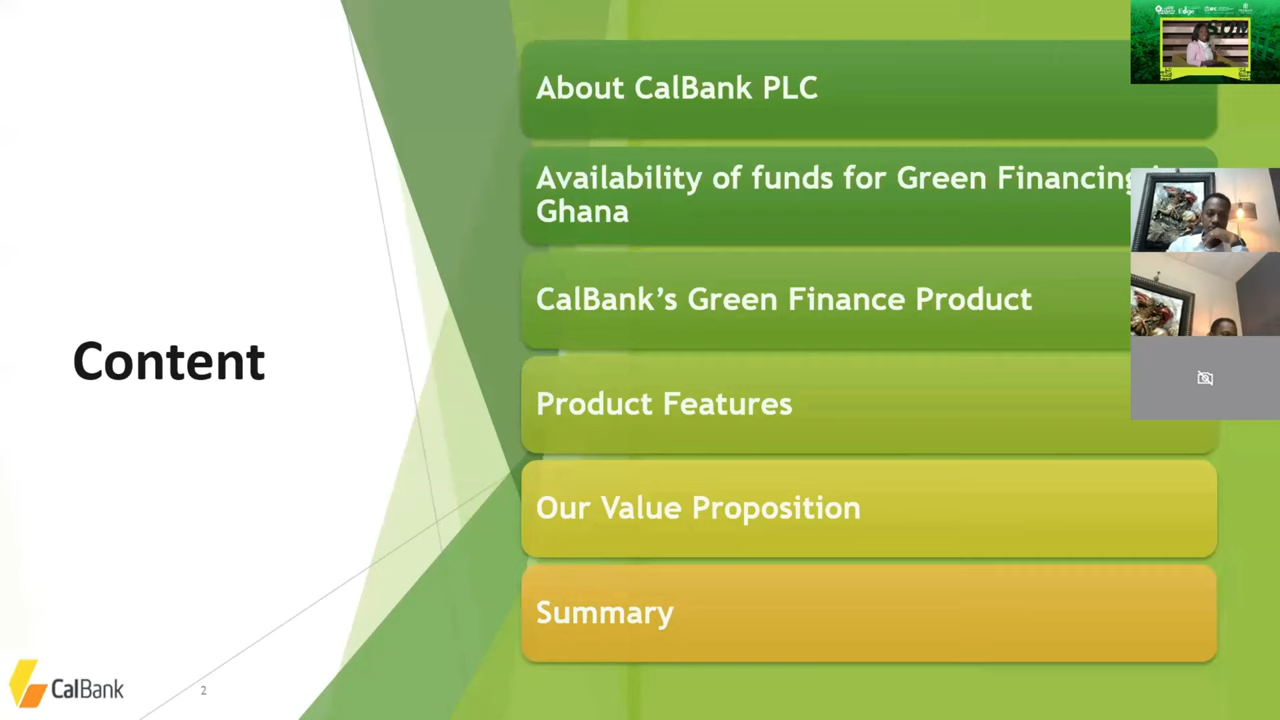 About CalBank PLC
Availability of funds for Green Financing
Ghana
CalBank’s Green Finance Product
Content
Product Features
Our Value Proposition
Summary
CalBank
2
Edge